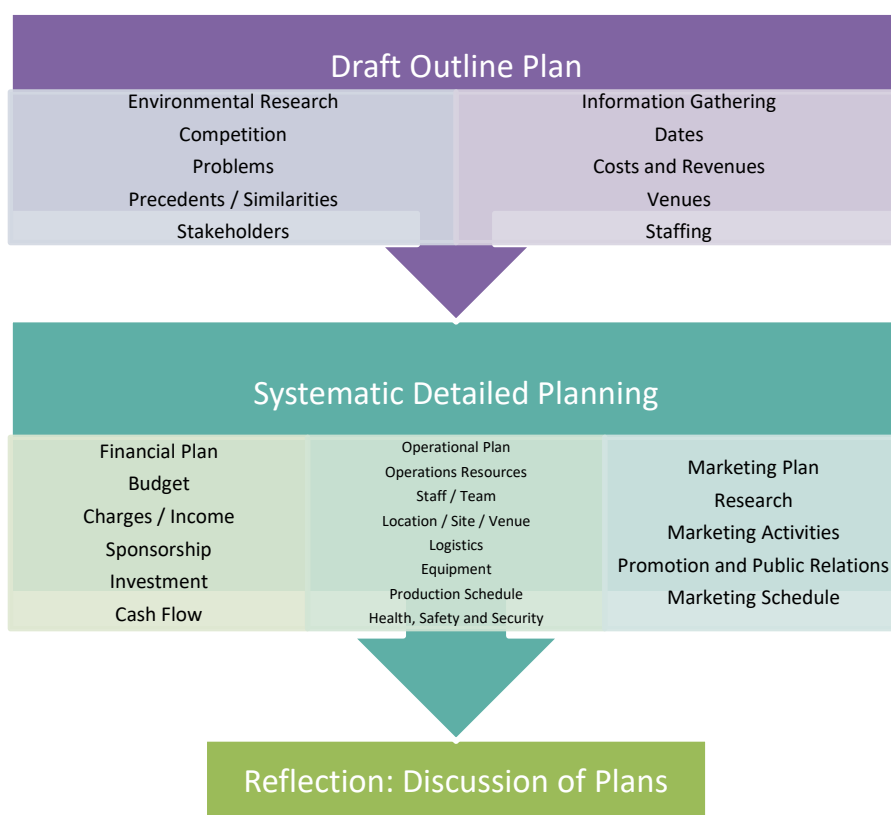 Draft Outline Plan
Environmental Research
Competition
Problems
Precedents / Similarities
Stakeholders
Information Gathering
Dates
Costs and Revenues
Venues
Staffing
Systematic Detailed Planning
Financial Plan
Budget
Charges / Income
Sponsorship
Investment
Cash Flow
Operational Plan
Operations Resources
Staff / Team
Location / Site / Venue
Logistics
Equipment
Production Schedule
Health, Safety and Security
Marketing Plan
Research
Marketing Activities
Promotion and Public Relations
Marketing Schedule
Reflection: Discussion of Plans